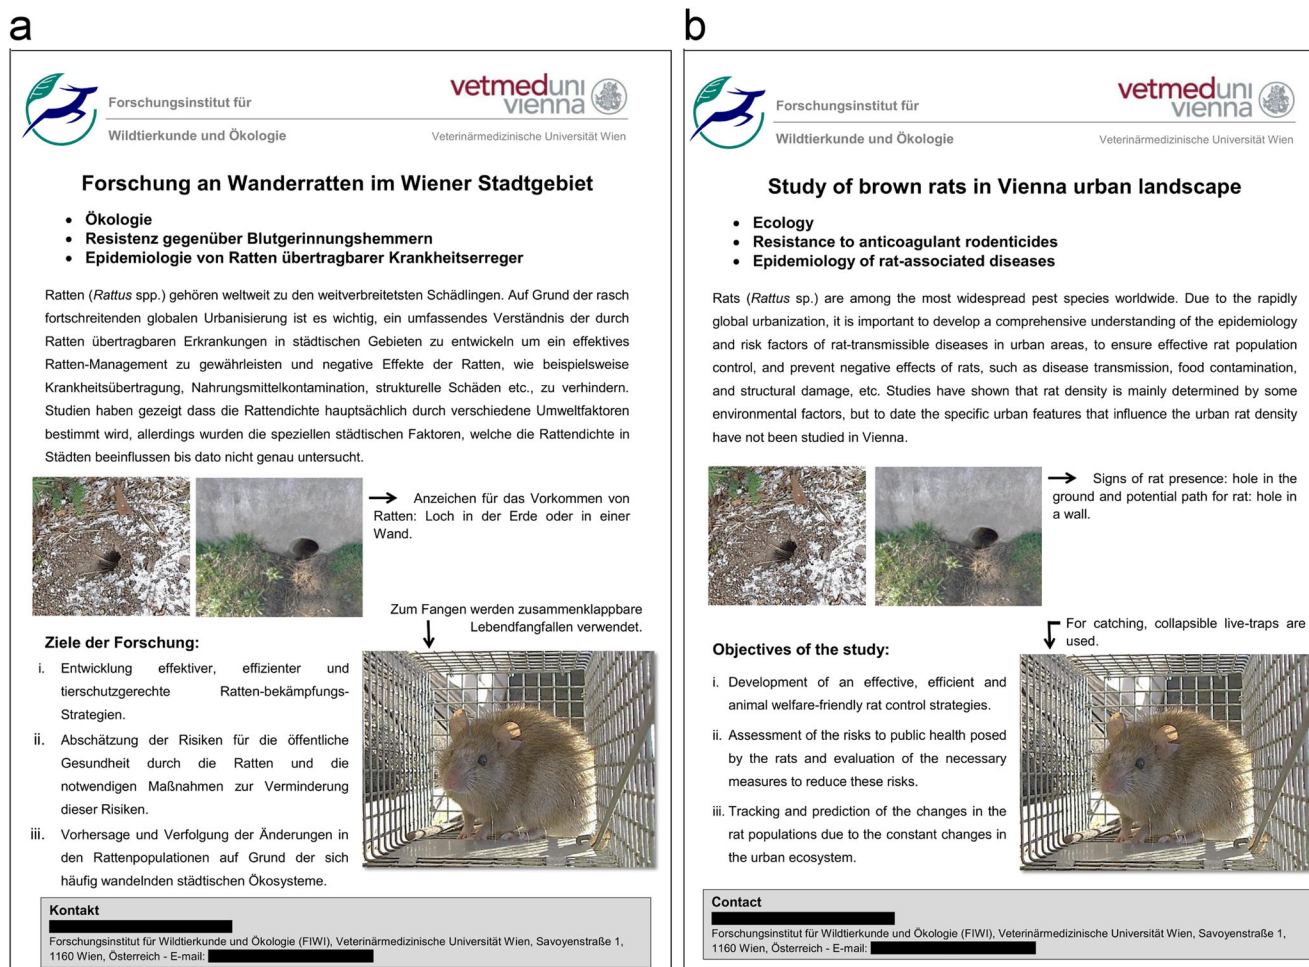 a
Forschungsinstitut für
Wildtierkunde und Ökologie
vetmeduni
vienna
Veterinärmedizinische Universität Wien
Forschung an Wanderratten im Wiener Stadtgebiet
• Ökologie
• Resistenz gegenüber Blutgerinnungshemmern
• Epidemiologie von Ratten übertragbarer Krankheitserreger
Ratten (Rattus spp.) gehören weltweit zu den weitverbreitetsten Schädlingen. Auf Grund der rasch
fortschreitenden globalen Urbanisierung ist es wichtig, ein umfassendes Verständnis der durch
Ratten übertragbaren Erkrankungen in städtischen Gebieten zu entwickeln um ein effektives
Ratten-Management zu gewährleisten und negative Effekte der Ratten, wie beispielsweise
Krankheitsübertragung, Nahrungsmittelkontamination, strukturelle Schäden etc., zu verhindern.
Studien haben gezeigt dass die Rattendichte hauptsächlich durch verschiedene Umweltfaktoren
bestimmt wird, allerdings wurden die speziellen städtischen Faktoren, welche die Rattendichte in
Städten beeinflussen bis dato nicht genau untersucht.
Anzeichen für das Vorkommen von
Ratten: Loch in der Erde oder in einer
Wand.
Zum Fangen werden zusammenklappbare
Lebendfangfallen verwendet.
Ziele der Forschung:
i. Entwicklung effektiver, effizienter und
tierschutzgerechte Ratten-bekämpfungs-
Strategien.
ii. Abschätzung der Risiken für die öffentliche
Gesundheit durch die Ratten und die
notwendigen Maßnahmen zur Verminderung
dieser Risiken.
iii. Vorhersage und Verfolgung der Änderungen in
den Rattenpopulationen auf Grund der sich
häufig wandelnden städtischen Ökosysteme.
Kontakt
Forschungsinstitut für Wildtierkunde und Ökologie (FIWI), Veterinärmedizinische Universität Wien, Savoyenstraße 1,
1160 Wien, Österreich - E-mail:
b
Forschungsinstitut für
Wildtierkunde und Ökologie
vetmeduni
vienna
Veterinärmedizinische Universität Wien
Study of brown rats in Vienna urban landscape
• Ecology
• Resistance to anticoagulant rodenticides
• Epidemiology of rat-associated diseases
Rats (Rattus sp.) are among the most widespread pest species worldwide. Due to the rapidly
global urbanization, it is important to develop a comprehensive understanding of the epidemiology
and risk factors of rat-transmissible diseases in urban areas, to ensure effective rat population
control, and prevent negative effects of rats, such as disease transmission, food contamination,
and structural damage, etc. Studies have shown that rat density is mainly determined by some
environmental factors, but to date the specific urban features that influence the urban rat density
have not been studied in Vienna.
Signs of rat presence: hole in the
ground and potential path for rat: hole in
a wall.
For catching, collapsible live-traps are
used.
Objectives of the study:
i. Development of an effective, efficient and
animal welfare-friendly rat control strategies.
ii. Assessment of the risks to public health posed
by the rats and evaluation of the necessary
measures to reduce these risks.
iii. Tracking and prediction of the changes in the
rat populations due to the constant changes in
the urban ecosystem.
Contact
Forschungsinstitut für Wildtierkunde und Ökologie (FIWI), Veterinärmedizinische Universität Wien, Savoyenstraße 1,
1160 Wien, Österreich - E-mail: